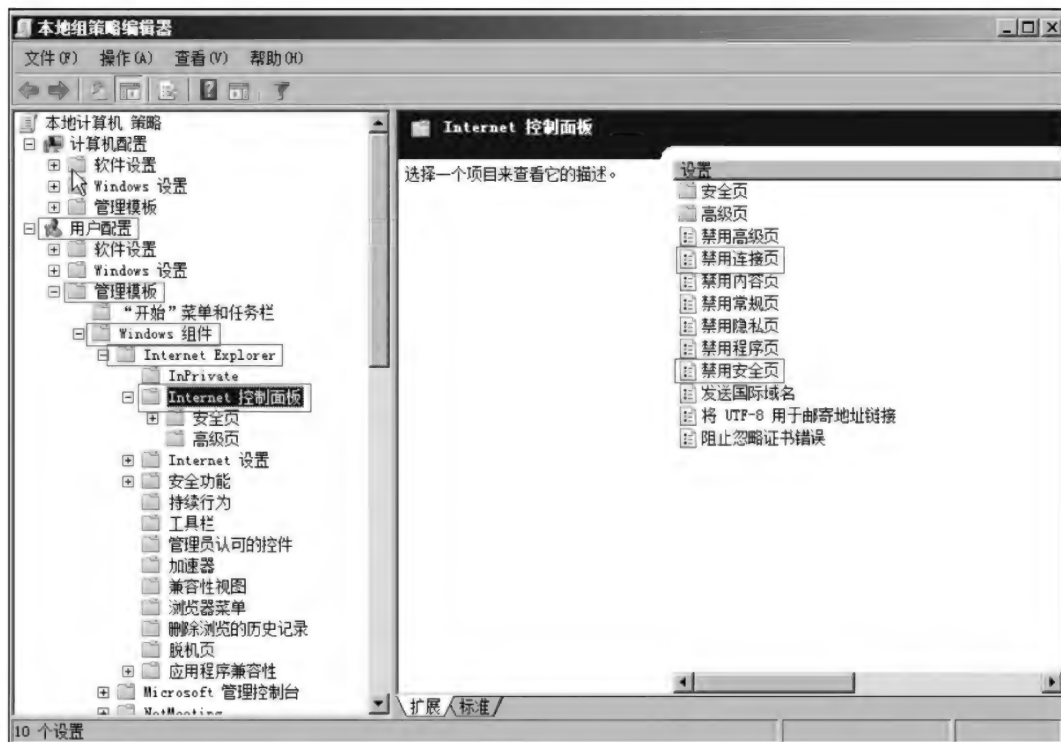 本地组策略编辑器
文件(F) 操作(A) 查看(V) 帮助(H)
本地计算机 策略
计算机配置
软件设置
Windows 设置
管理模板
用户配置
软件设置
Windows 设置
管理模板
“开始”菜单和任务栏
Windows 组件
Internet Explorer
InPrivate
Internet 控制面板
安全页
高级页
Internet 设置
安全功能
持续行为
工具栏
管理员认可的控件
加速器
兼容性视图
浏览器菜单
删除浏览的历史记录
脱机页
应用程序兼容性
Microsoft 管理控制台
NetMeeting
Internet 控制面板
选择一个项目来查看它的描述。
设置
安全页
高级页
禁用高级页
禁用连接页
禁用内容页
禁用常规页
禁用隐私页
禁用程序页
禁用安全页
发送国际域名
将 UTF-8 用于邮寄地址链接
阻止忽略证书错误
扩展 标准
10 个设置